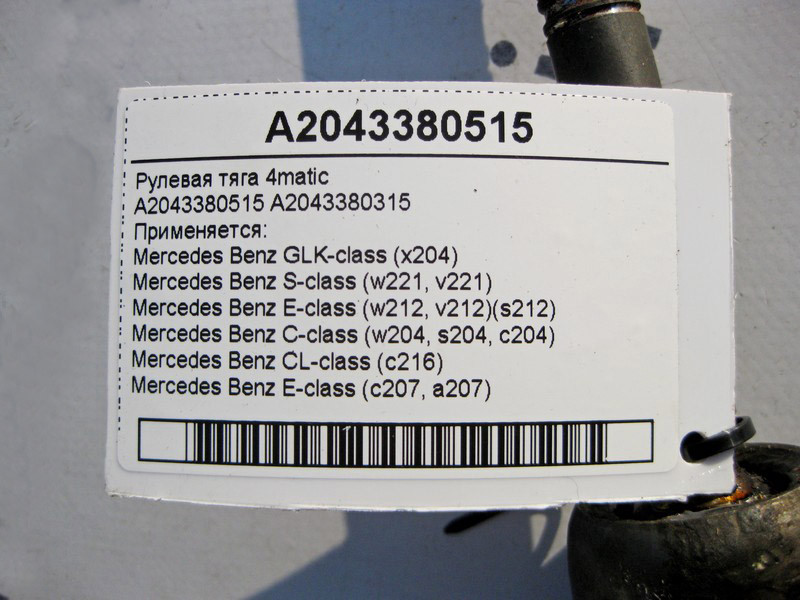 A2043380515
Рулевая тяга 4matic
A2043380515 A2043380315
Применяется:
Mercedes Benz GLK-class (x204)
Mercedes Benz S-class (w221, v221)
Mercedes Benz E-class (w212, v212)(s212)
Mercedes Benz C-class (w204, s204, c204)
Mercedes Benz CL-class (c216)
Mercedes Benz E-class (c207, a207)